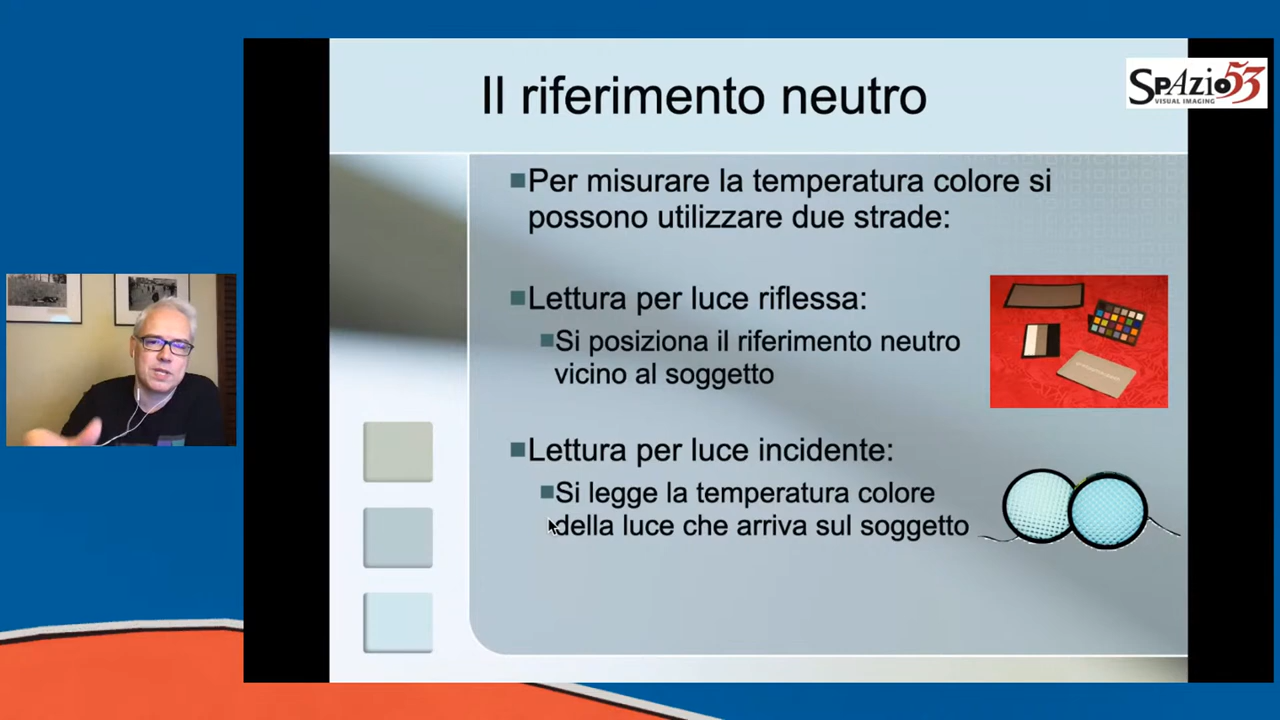 Il riferimento neutro
SPAZIO53
VISUAL IMAGING
Per misurare la temperatura colore si
possono utilizzare due strade:
Lettura per luce riflessa:
Si posiziona il riferimento neutro
vicino al soggetto
Lettura per luce incidente:
Si legge la temperatura colore
della luce che arriva sul soggetto